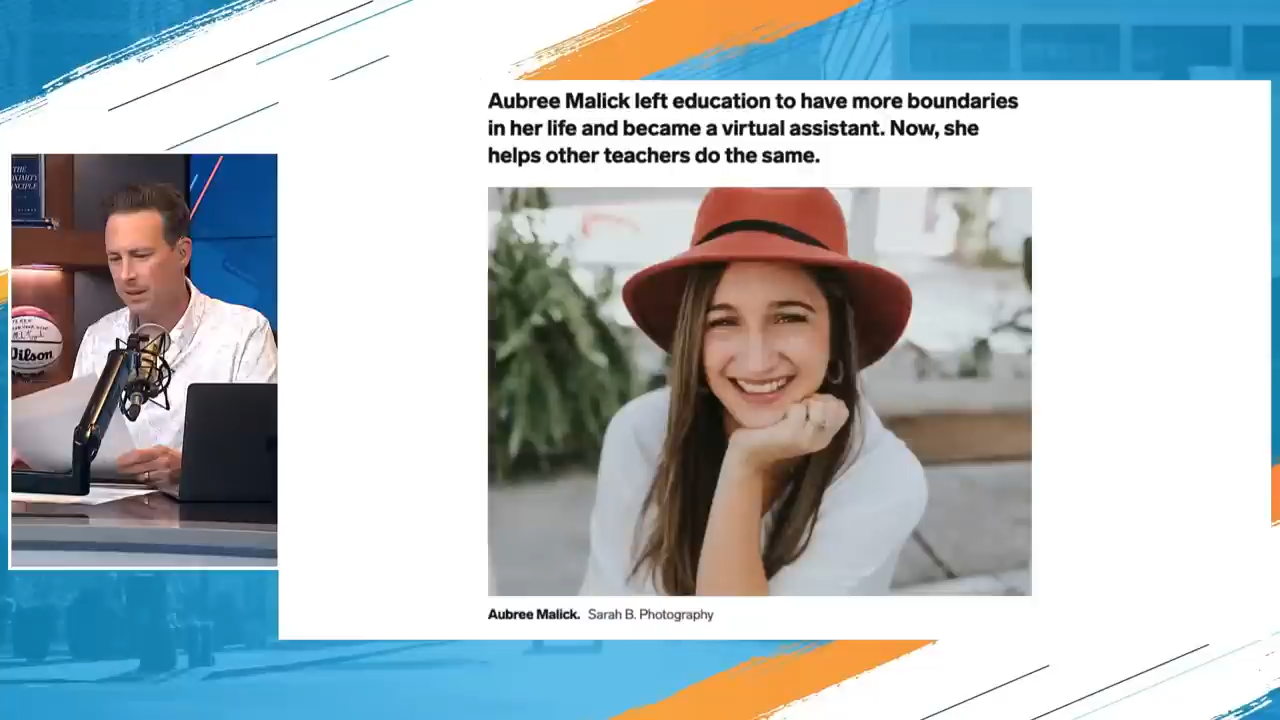 Aubree Malick left education to have more boundaries
in her life and became a virtual assistant. Now, she
helps other teachers do the same.
Aubree Malick. Sarah B. Photography
THE
Wilson